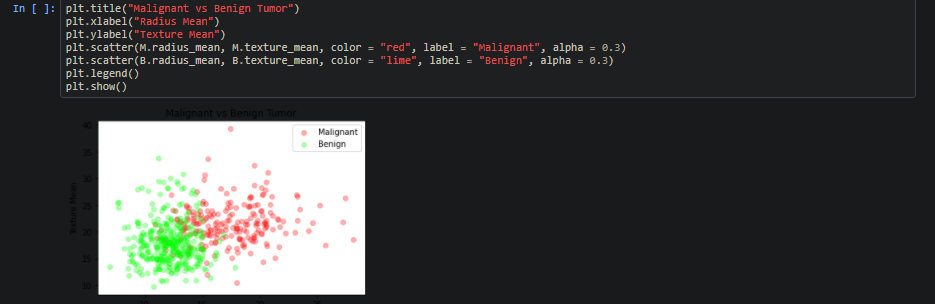 In [ ]:
plt.title("Malignant vs Benign Tumor")
plt.xlabel("Radius Mean")
plt.ylabel("Texture Mean")
plt.scatter(M.radius_mean, M.texture_mean, color = "red", label = "Malignant", alpha = 0.3)
plt.scatter(B.radius_mean, B.texture_mean, color = "lime", label = "Benign", alpha = 0.3)
plt.legend()
plt.show()
Malignant vs Benign Tumor
Malignant
Benign
Texture Mean
40
35
30
25
20
15
10